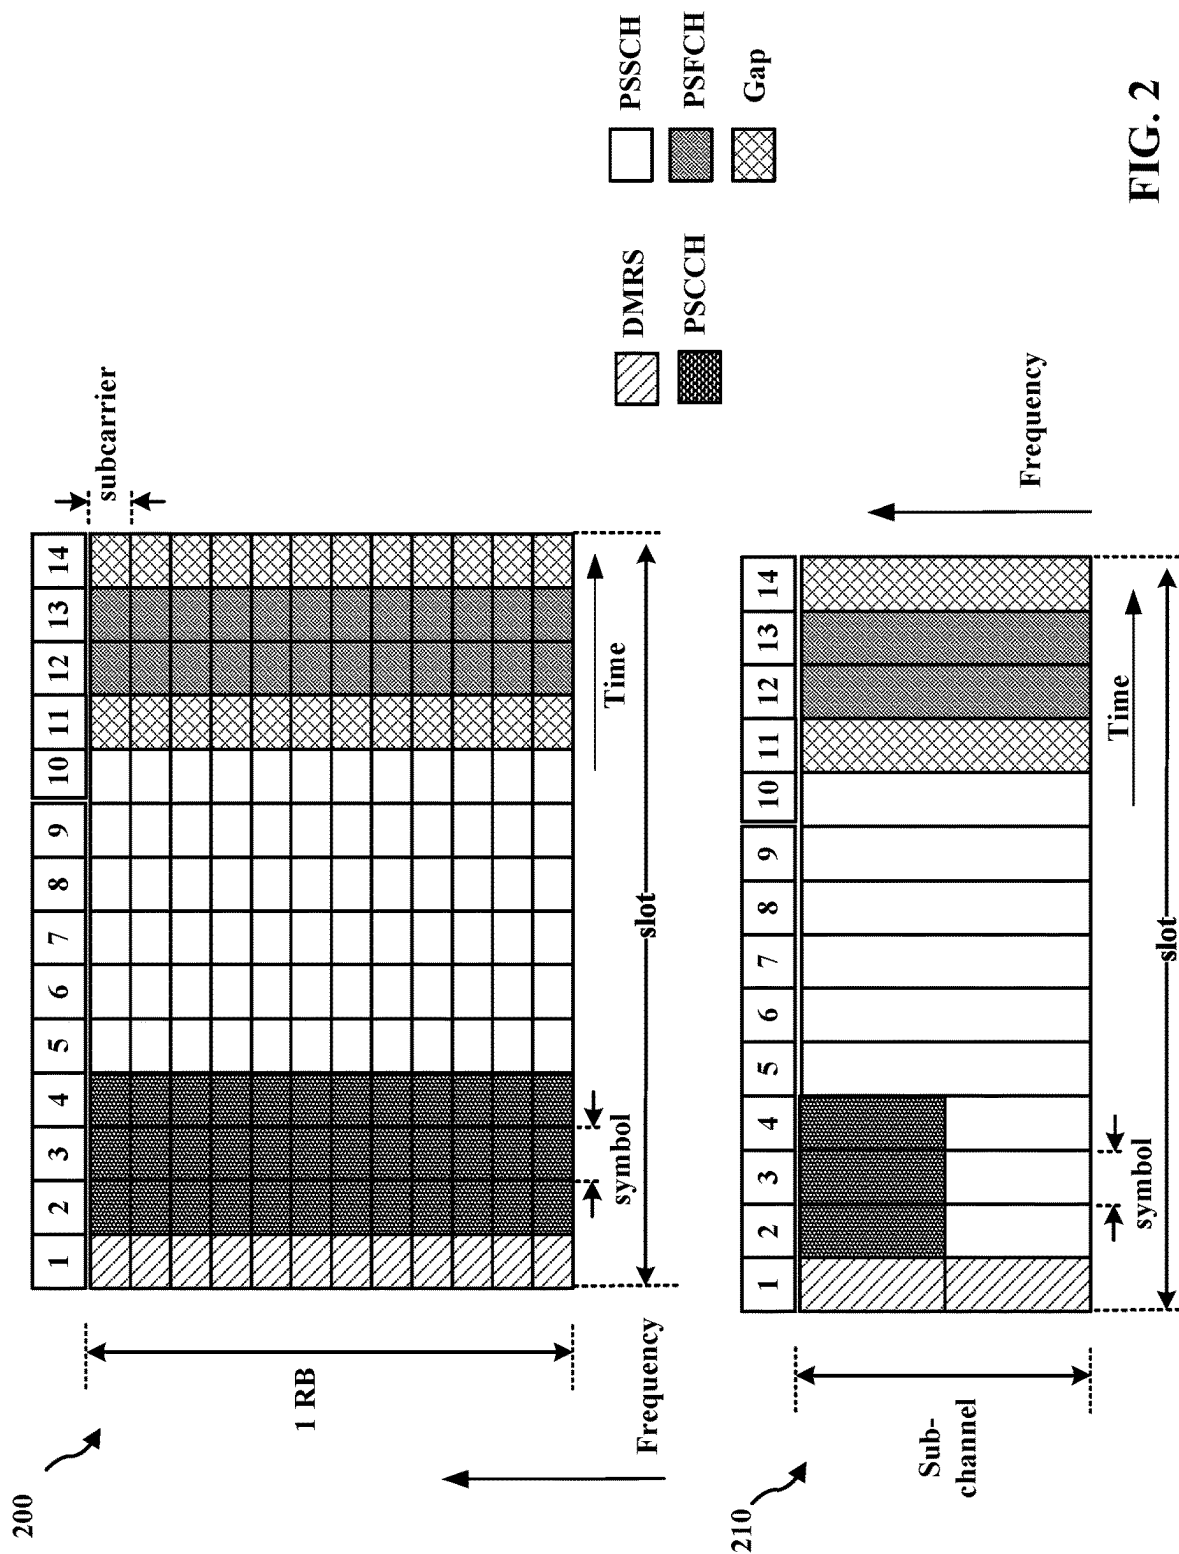 200
1 2 3 4 5 6 7 8 9 10 11 12 13 14
subcarrier
1 RB
Frequency
symbol
Time
slot
DMRS
PSSCH
PSCCH
PSFCH
Gap
210
1 2 3 4 5 6 7 8 9 10 11 12 13 14
Sub-
channel
Frequency
symbol
Time
slot
FIG. 2